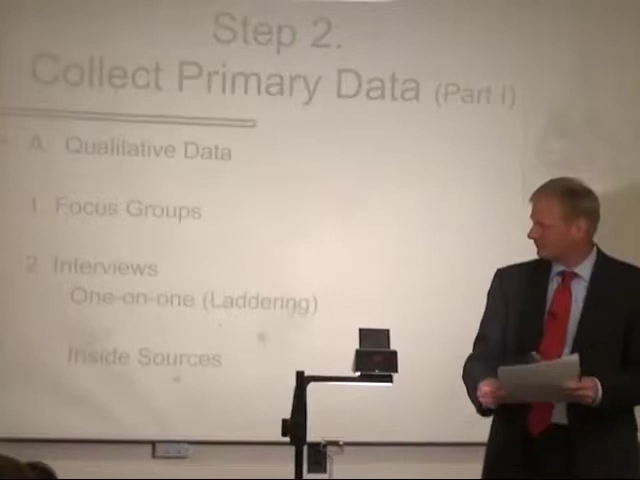 Step 2.
Collect Primary Data (Part I)
A. Qualitative Data
1. Focus Groups
2. Interviews
One-on-one (Laddering)
Inside Sources